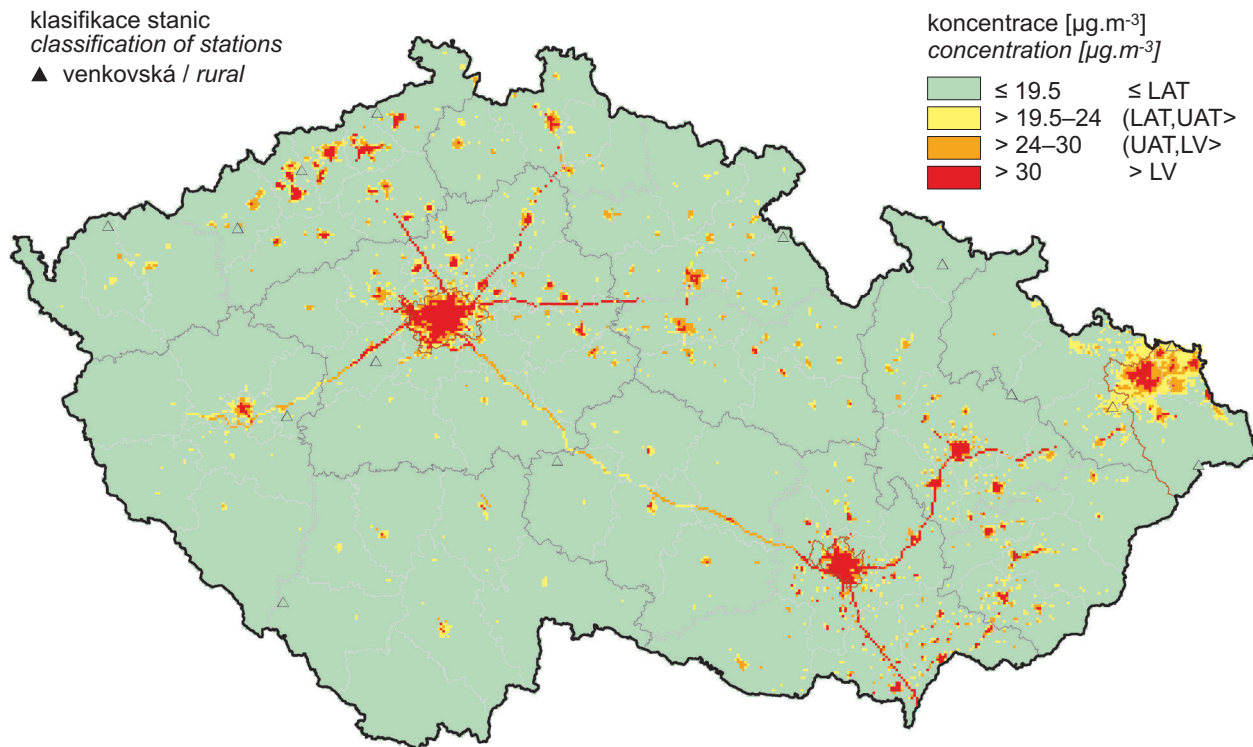 klasifikace stanic
classification of stations
▲ venkovská / rural
koncentrace [µg.m⁻³]
concentration [µg.m⁻³]
≤ 19.5 ≤ LAT
> 19.5–24 (LAT,UAT>
> 24–30 (UAT,LV>
> 30 > LV